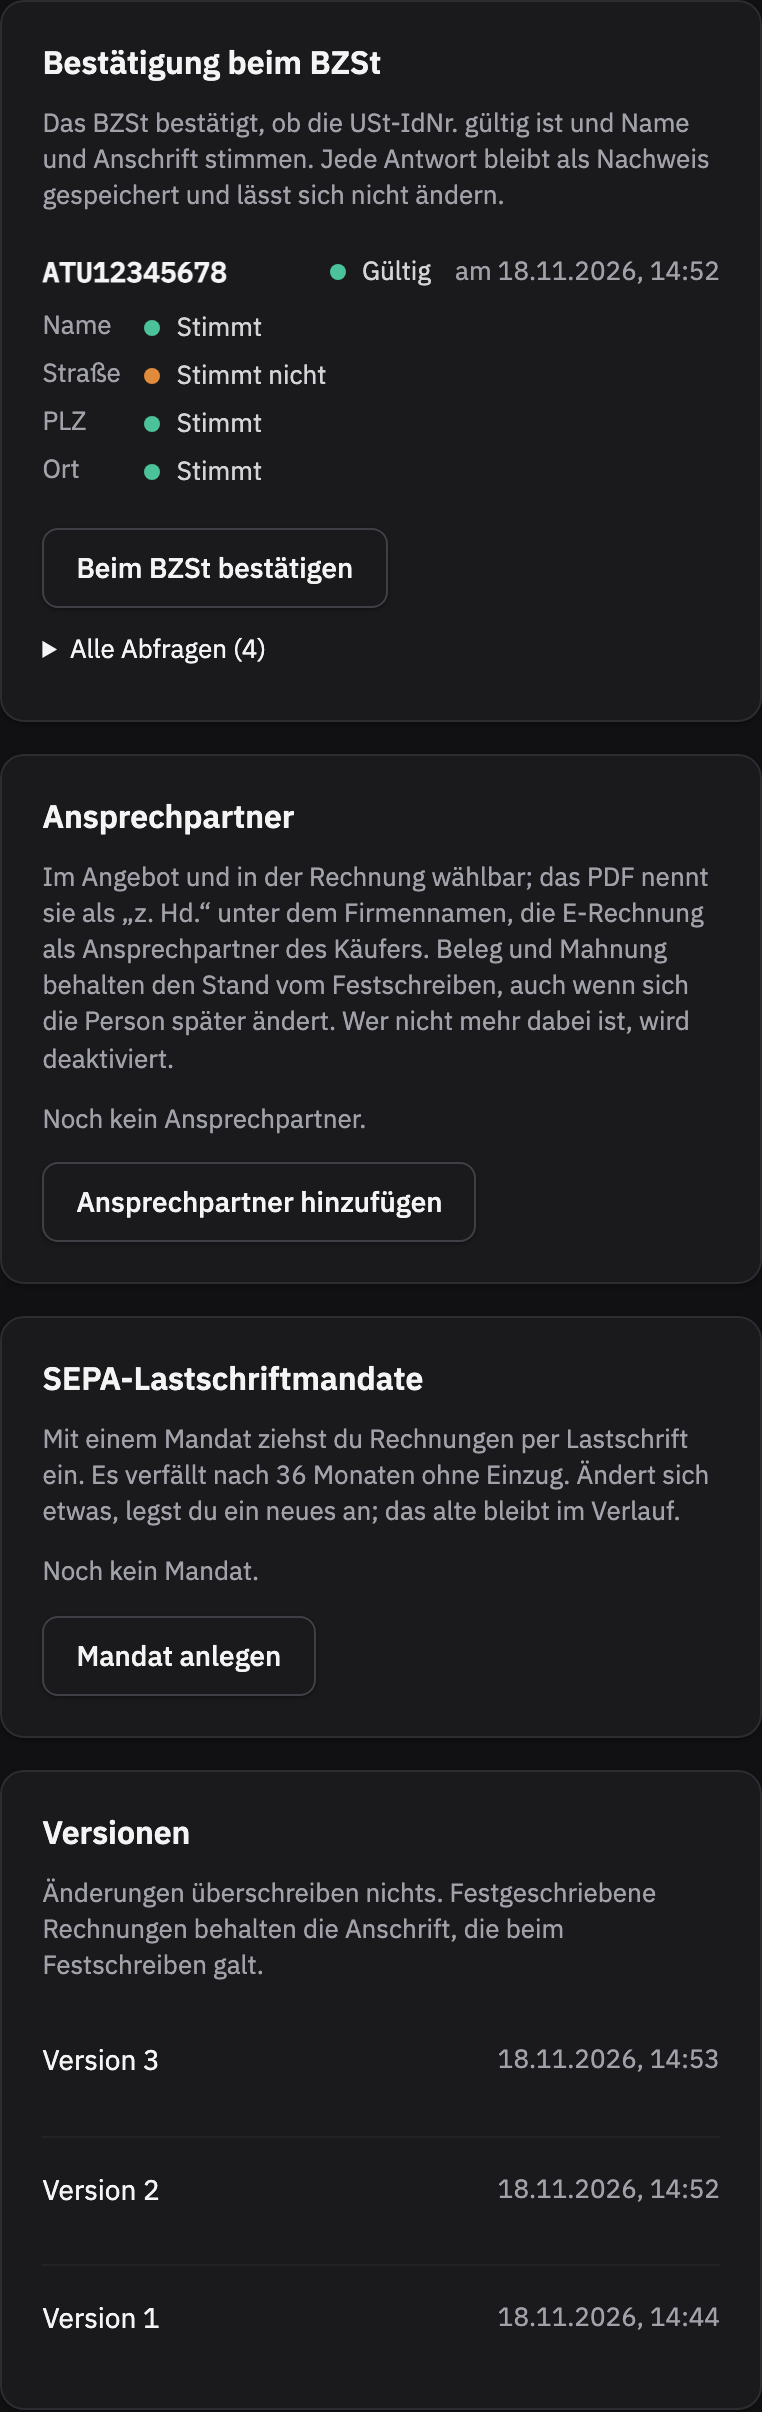 Bestätigung beim BZSt
Das BZSt bestätigt, ob die USt-IdNr. gültig ist und Name
und Anschrift stimmen. Jede Antwort bleibt als Nachweis
gespeichert und lässt sich nicht ändern.
ATU12345678 Gültig am 18.11.2026, 14:52
Name Stimmt
Straße Stimmt nicht
PLZ Stimmt
Ort Stimmt
Beim BZSt bestätigen
Alle Abfragen (4)
Ansprechpartner
Im Angebot und in der Rechnung wählbar; das PDF nennt
sie als „z. Hd.“ unter dem Firmennamen, die E-Rechnung
als Ansprechpartner des Käufers. Beleg und Mahnung
behalten den Stand vom Festschreiben, auch wenn sich
die Person später ändert. Wer nicht mehr dabei ist, wird
deaktiviert.
Noch kein Ansprechpartner.
Ansprechpartner hinzufügen
SEPA-Lastschriftmandate
Mit einem Mandat ziehst du Rechnungen per Lastschrift
ein. Es verfällt nach 36 Monaten ohne Einzug. Ändert sich
etwas, legst du ein neues an; das alte bleibt im Verlauf.
Noch kein Mandat.
Mandat anlegen
Versionen
Änderungen überschreiben nichts. Festgeschriebene
Rechnungen behalten die Anschrift, die beim
Festschreiben galt.
Version 3 18.11.2026, 14:53
Version 2 18.11.2026, 14:52
Version 1 18.11.2026, 14:44